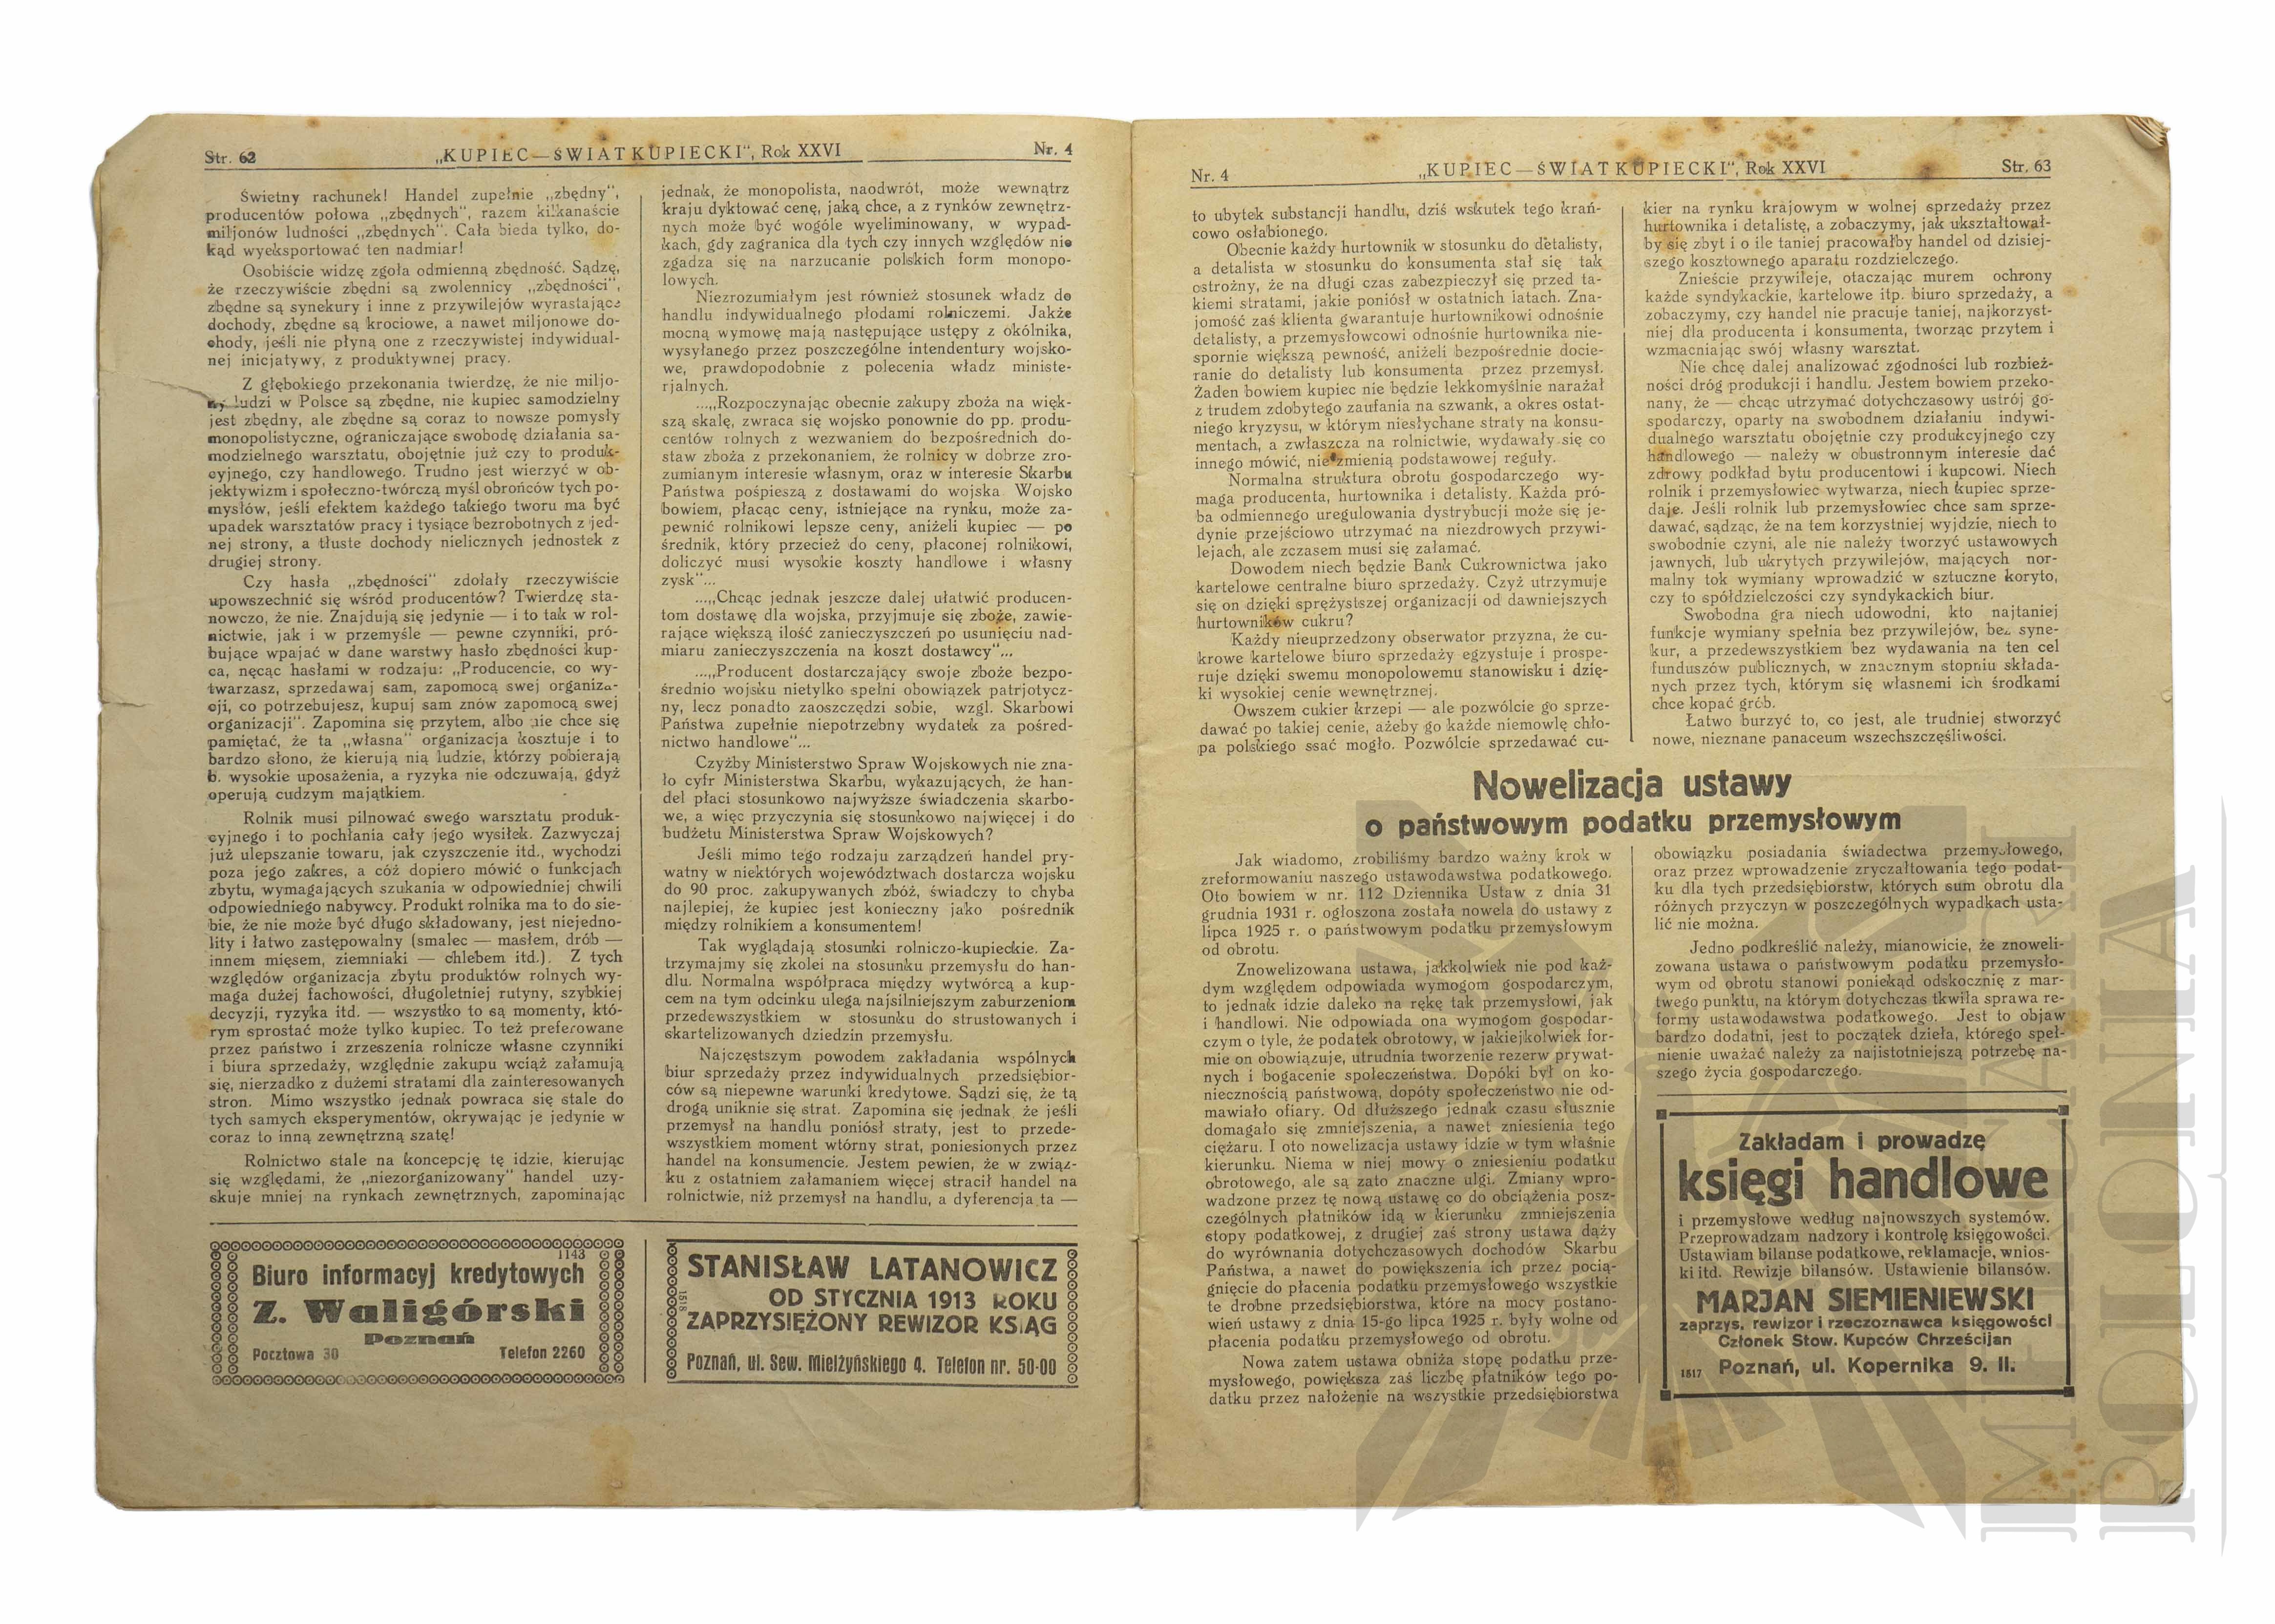 Str. 62 „KUPIEC—ŚWIAT KUPIECKI", Rok XXVI Nr. 4
Świetny rachunek! Handel zupełnie „zbędny",
producentów połowa „zbędnych", razem kilkanaście
miljonów ludności „zbędnych". Cała bieda tylko, do-
kąd wyeksportować ten nadmiar!
Osobiście widzę zgoła odmienną zbędność. Sądzę,
że rzeczywiście zbędni są zwolennicy „zbędności",
zbędne są synekury i inne z przywilejów wyrastające
dochody, zbędne są krociowe, a nawet miljonowe do-
chody, jeśli nie płyną one z rzeczywistej indywidual-
nej inicjatywy, z produktywnej pracy.
Z głębokiego przekonania twierdzę, że nie miljo-
ny ludzi w Polsce są zbędne, nie kupiec samodzielny
jest zbędny, ale zbędne są coraz to nowsze pomysły
monopolistyczne, ograniczające swobodę działania sa-
modzielnego warsztatu, obojętnie już czy to produk-
cyjnego, czy handlowego. Trudno jest wierzyć w ob-
jektywizm i społeczno-twórczą myśl obrońców tych po-
mysłów, jeśli efektem każdego takiego tworu ma być
upadek warsztatów pracy i tysiące bezrobotnych z jed-
nej strony, a tłuste dochody nielicznych jednostek z
drugiej strony.
Czy hasła „zbędności" zdołały rzeczywiście
upowszechnić się wśród producentów? Twierdzę sta-
nowczo, że nie. Znajdują się jedynie — i to tak w rol-
nictwie, jak i w przemyśle — pewne czynniki, pró-
bujące wpajać w dane warstwy hasło zbędności kup-
ca, nęcąc hasłami w rodzaju: „Producencie, co wy-
twarzasz, sprzedawaj sam, zapomocą swej organiza-
cji, co potrzebujesz, kupuj sam znów zapomocą swej
organizacji". Zapomina się przytem, albo nie chce się
pamiętać, że ta „własna" organizacja kosztuje i to
bardzo słono, że kierują nią ludzie, którzy pobierają
b. wysokie uposażenia, a ryzyka nie odczuwają, gdyż
operują cudzym majątkiem.
Rolnik musi pilnować swego warsztatu produk-
cyjnego i to pochłania cały jego wysiłek. Zazwyczaj
już ulepszanie towaru, jak czyszczenie itd., wychodzi
poza jego zakres, a cóż dopiero mówić o funkcjach
zbytu, wymagających szukania w odpowiedniej chwili
odpowiedniego nabywcy. Produkt rolnika ma to do sie-
bie, że nie może być długo składowany, jest niejedno-
lity i łatwo zastępowalny (smalec — masłem, drób —
innem mięsem, ziemniaki — chlebem itd.). Z tych
względów organizacja zbytu produktów rolnych wy-
maga dużej fachowości, długoletniej rutyny, szybkiej
decyzji, ryzyka itd. — wszystko to są momenty, któ-
rym sprostać może tylko kupiec. To też preferowane
przez państwo i zrzeszenia rolnicze własne czynniki
i biura sprzedaży, względnie zakupu wciąż załamują
się, nierzadko z dużemi stratami dla zainteresowanych
stron. Mimo wszystko jednak powraca się stale do
tych samych eksperymentów, okrywając je jedynie w
coraz to inną zewnętrzną szatę!
Rolnictwo stale na koncepcję tę idzie, kierując
się względami, że „niezorganizowany" handel uzy-
skuje mniej na rynkach zewnętrznych, zapominając
jednak, że monopolista, naodwrót, może wewnątrz
kraju dyktować cenę, jaką chce, a z rynków zewnętrz-
nych może być wogóle wyeliminowany, w wypad-
kach, gdy zagranica dla tych czy innych względów nie
zgadza się na narzucanie polskich form monopo-
lowych.
Niezrozumiałym jest również stosunek władz do
handlu indywidualnego płodami rolniczemi. Jakże
mocną wymowę mają następujące ustępy z okólnika,
wysyłanego przez poszczególne intendentury wojsko-
we, prawdopodobnie z polecenia władz ministe-
rjalnych.
...„Rozpoczynając obecnie zakupy zboża na więk-
szą skalę, zwraca się wojsko ponownie do pp. produ-
centów rolnych z wezwaniem do bezpośrednich do-
staw zboża z przekonaniem, że rolnicy w dobrze zro-
zumianym interesie własnym, oraz w interesie Skarbu
Państwa pośpieszą z dostawami do wojska. Wojsko
bowiem, płacąc ceny, istniejące na rynku, może za-
pewnić rolnikowi lepsze ceny, aniżeli kupiec — po
średnik, który przecież do ceny, płaconej rolnikowi,
doliczyć musi wysokie koszty handlowe i własny
zysk"...
...„Chcąc jednak jeszcze dalej ułatwić producen-
tom dostawę dla wojska, przyjmuje się zboże, zawie-
rające większą ilość zanieczyszczeń po usunięciu nad-
miaru zanieczyszczenia na koszt dostawcy"...
...„Producent dostarczający swoje zboże bezpo-
średnio wojsku nietylko spełni obowiązek patrjotycz-
ny, lecz ponadto zaoszczędzi sobie, wzgl. Skarbowi
Państwa zupełnie niepotrzebny wydatek za pośred-
nictwo handlowe"...
Czyżby Ministerstwo Spraw Wojskowych nie zna-
ło cyfr Ministerstwa Skarbu, wykazujących, że han-
del płaci stosunkowo najwyższe świadczenia skarbo-
we, a więc przyczynia się stosunkowo najwięcej i do
budżetu Ministerstwa Spraw Wojskowych?
Jeśli mimo tego rodzaju zarządzeń handel pry-
watny w niektórych województwach dostarcza wojsku
do 90 proc. zakupywanych zbóż, świadczy to chyba
najlepiej, że kupiec jest konieczny jako pośrednik
między rolnikiem a konsumentem!
Tak wyglądają stosunki rolniczo-kupieckie. Za-
trzymajmy się zkolei na stosunku przemysłu do han-
dlu. Normalna współpraca między wytwórcą a kup-
cem na tym odcinku ulega najsilniejszym zaburzeniom
przedewszystkiem w stosunku do strustowanych i
skartelizowanych dziedzin przemysłu.
Najczęstszym powodem zakładania wspólnych
biur sprzedaży przez indywidualnych przedsiębior-
ców są niepewne warunki kredytowe. Sądzi się, że tą
drogą uniknie się strat. Zapomina się jednak, że jeśli
przemysł na handlu poniósł straty, jest to przede-
wszystkiem moment wtórny strat, poniesionych przez
handel na konsumencie. Jestem pewien, że w związ-
ku z ostatniem załamaniem więcej stracił handel na
rolnictwie, niż przemysł na handlu, a dyferencja ta —
1143
Biuro informacyj kredytowych
Z. Waligórski
Poznań
Pocztowa 30 Telefon 2260
1518
STANISŁAW LATANOWICZ
OD STYCZNIA 1913 ROKU
ZAPRZYSIĘŻONY REWIZOR KSIĄG
Poznań, ul. Sew. Mielżyńskiego 4. Telefon nr. 50-00
Nr. 4 „KUPIEC—ŚWIAT KUPIECKI", Rok XXVI Str. 63
to ubytek substancji handlu, dziś wskutek tego krań-
cowo osłabionego.
Obecnie każdy hurtownik w stosunku do detalisty,
a detalista w stosunku do konsumenta stał się tak
ostrożny, że na długi czas zabezpieczył się przed ta-
kiemi stratami, jakie poniósł w ostatnich latach. Zna-
jomość zaś klienta gwarantuje hurtownikowi odnośnie
detalisty, a przemysłowcowi odnośnie hurtownika nie-
spornie większą pewność, aniżeli bezpośrednie docie-
ranie do detalisty lub konsumenta przez przemysł.
Żaden bowiem kupiec nie będzie lekkomyślnie narażał
z trudem zdobytego zaufania na szwank, a okres ostat-
niego kryzysu, w którym niesłychane straty na konsu-
mentach, a zwłaszcza na rolnictwie, wydawały się co
innego mówić, nie zmienią podstawowej reguły.
Normalna struktura obrotu gospodarczego wy-
maga producenta, hurtownika i detalisty. Każda pró-
ba odmiennego uregulowania dystrybucji może się je-
dynie przejściowo utrzymać na niezdrowych przywi-
lejach, ale zczasem musi się załamać.
Dowodem niech będzie Bank Cukrownictwa jako
kartelowe centralne biuro sprzedaży. Czyż utrzymuje
się on dzięki sprężystszej organizacji od dawniejszych
hurtowników cukru?
Każdy nieuprzedzony obserwator przyzna, że cu-
krowe kartelowe biuro sprzedaży egzystuje i prospe-
ruje dzięki swemu monopolowemu stanowisku i dzię-
ki wysokiej cenie wewnętrznej.
Owszem cukier krzepi — ale pozwólcie go sprze-
dawać po takiej cenie, ażeby go każde niemowlę chło-
pa polskiego ssać mogło. Pozwólcie sprzedawać cu-
kier na rynku krajowym w wolnej sprzedaży przez
hurtownika i detalistę, a zobaczymy, jak ukształtował-
by się zbyt i o ile taniej pracowałby handel od dzisiej-
szego kosztownego aparatu rozdzielczego.
Znieście przywileje, otaczając murem ochrony
każde syndykackie, kartelowe itp. biuro sprzedaży, a
zobaczymy, czy handel nie pracuje taniej, najkorzyst-
niej dla producenta i konsumenta, tworząc przytem i
wzmacniając swój własny warsztat.
Nie chcę dalej analizować zgodności lub rozbież-
ności dróg produkcji i handlu. Jestem bowiem przeko-
nany, że — chcąc utrzymać dotychczasowy ustrój go-
spodarczy, oparty na swobodnem działaniu indywi-
dualnego warsztatu obojętnie czy produkcyjnego czy
handlowego — należy w obustronnym interesie dać
zdrowy podkład bytu producentowi i kupcowi. Niech
rolnik i przemysłowiec wytwarza, niech kupiec sprze-
daje. Jeśli rolnik lub przemysłowiec chce sam sprze-
dawać, sądząc, że na tem korzystniej wyjdzie, niech to
swobodnie czyni, ale nie należy tworzyć ustawowych
jawnych, lub ukrytych przywilejów, mających nor-
malny tok wymiany wprowadzić w sztuczne koryto,
czy to spółdzielczości czy syndykackich biur.
Swobodna gra niech udowodni, kto najtaniej
funkcje wymiany spełnia bez przywilejów, bez syne-
kur, a przedewszystkiem bez wydawania na ten cel
funduszów publicznych, w znacznym stopniu składa-
nych przez tych, którym się własnemi ich środkami
chce kopać grób.
Łatwo burzyć to, co jest, ale trudniej stworzyć
nowe, nieznane panaceum wszechszczęśliwości.
Nowelizacja ustawy
o państwowym podatku przemysłowym
Jak wiadomo, zrobiliśmy bardzo ważny krok w
zreformowaniu naszego ustawodawstwa podatkowego.
Oto bowiem w nr. 112 Dziennika Ustaw z dnia 31
grudnia 1931 r. ogłoszona została nowela do ustawy z
lipca 1925 r. o państwowym podatku przemysłowym
od obrotu.
Znowelizowana ustawa, jakkolwiek nie pod każ-
dym względem odpowiada wymogom gospodarczym,
to jednak idzie daleko na rękę tak przemysłowi, jak
i handlowi. Nie odpowiada ona wymogom gospodar-
czym o tyle, że podatek obrotowy, w jakiejkolwiek for-
mie on obowiązuje, utrudnia tworzenie rezerw prywat-
nych i bogacenie społeczeństwa. Dopóki był on ko-
niecznością państwową, dopóty społeczeństwo nie od-
mawiało ofiary. Od dłuższego jednak czasu słusznie
domagało się zmniejszenia, a nawet zniesienia tego
ciężaru. I oto nowelizacja ustawy idzie w tym właśnie
kierunku. Niema w niej mowy o zniesieniu podatku
obrotowego, ale są zato znaczne ulgi. Zmiany wpro-
wadzone przez tę nową ustawę co do obciążenia posz-
czególnych płatników idą w kierunku zmniejszenia
stopy podatkowej, z drugiej zaś strony ustawa dąży
do wyrównania dotychczasowych dochodów Skarbu
Państwa, a nawet do powiększenia ich przez pocią-
gnięcie do płacenia podatku przemysłowego wszystkie
te drobne przedsiębiorstwa, które na mocy postano-
wień ustawy z dnia 15-go lipca 1925 r. były wolne od
płacenia podatku przemysłowego od obrotu.
Nowa zatem ustawa obniża stopę podatku prze-
mysłowego, powiększa zaś liczbę płatników tego po-
datku przez nałożenie na wszystkie przedsiębiorstwa
obowiązku posiadania świadectwa przemysłowego,
oraz przez wprowadzenie zryczałtowania tego podat-
ku dla tych przedsiębiorstw, których sum obrotu dla
różnych przyczyn w poszczególnych wypadkach usta-
lić nie można.
Jedno podkreślić należy, mianowicie, że znoweli-
zowana ustawa o państwowym podatku przemysło-
wym od obrotu stanowi poniekąd odskocznię z mar-
twego punktu, na którym dotychczas tkwiła sprawa re-
formy ustawodawstwa podatkowego. Jest to objaw
bardzo dodatni, jest to początek dzieła, którego speł-
nienie uważać należy za najistotniejszą potrzebę na-
szego życia gospodarczego.
Zakładam i prowadzę
księgi handlowe
i przemysłowe według najnowszych systemów.
Przeprowadzam nadzory i kontrolę księgowości.
Ustawiam bilanse podatkowe, reklamacje, wnios-
ki itd. Rewizje bilansów. Ustawienie bilansów.
MARJAN SIEMIENIEWSKI
zaprzys. rewizor i rzeczoznawca księgowości
Członek Stow. Kupców Chrześcijan
1517 Poznań, ul. Kopernika 9. II.
MILITARIA
POLONIA